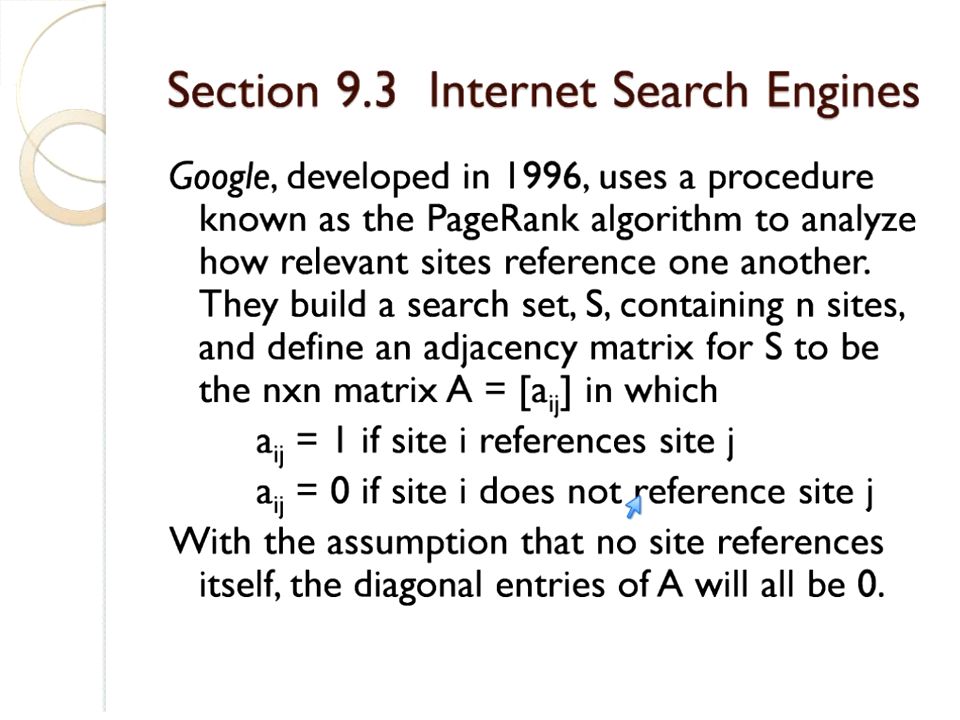 Section 9.3 Internet Search Engines
Google, developed in 1996, uses a procedure
known as the PageRank algorithm to analyze
how relevant sites reference one another.
They build a search set, S, containing n sites,
and define an adjacency matrix for S to be
the nxn matrix A = [aij] in which
aij = 1 if site i references site j
aij = 0 if site i does not reference site j
With the assumption that no site references
itself, the diagonal entries of A will all be 0.